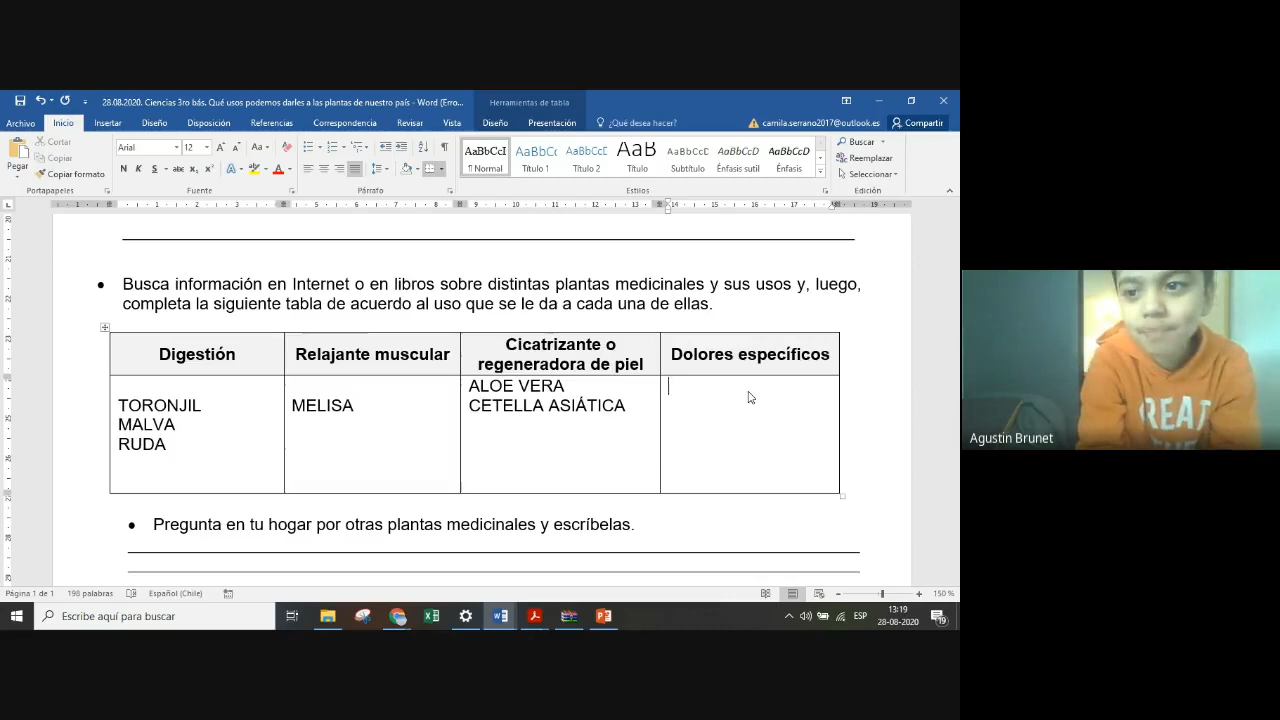 28.08.2020. Ciencias 3ro bás. Qué usos podemos darles a las plantas de nuestro país - Word (Erro...
Herramientas de tabla
Archivo Inicio Insertar Diseño Disposición Referencias Correspondencia Revisar Vista Diseño Presentación ¿Qué desea hacer? camila.serrano2017@outlook.es Compartir
Pegar
Cortar
Copiar
Copiar formato
Portapapeles
Arial 12
N K S abc x₂ x²
Fuente
Párrafo
AaBbCcI AaBbCc AaBbCcE AaB AaBbCcC AaBbCcD AaBbCcD
¶ Normal Título 1 Título 2 Título Subtítulo Énfasis sutil Énfasis
Estilos
Buscar
Reemplazar
Seleccionar
Edición
• Busca información en Internet o en libros sobre distintas plantas medicinales y sus usos y, luego,
completa la siguiente tabla de acuerdo al uso que se le da a cada una de ellas.
Digestión
Relajante muscular
Cicatrizante o
regeneradora de piel
Dolores específicos
TORONJIL
MALVA
RUDA
MELISA
ALOE VERA
CETELLA ASIÁTICA
• Pregunta en tu hogar por otras plantas medicinales y escríbelas.
Página 1 de 1 198 palabras Español (Chile) 150 %
Escribe aquí para buscar
ESP
13:19
28-08-2020
19
Agustin Brunet